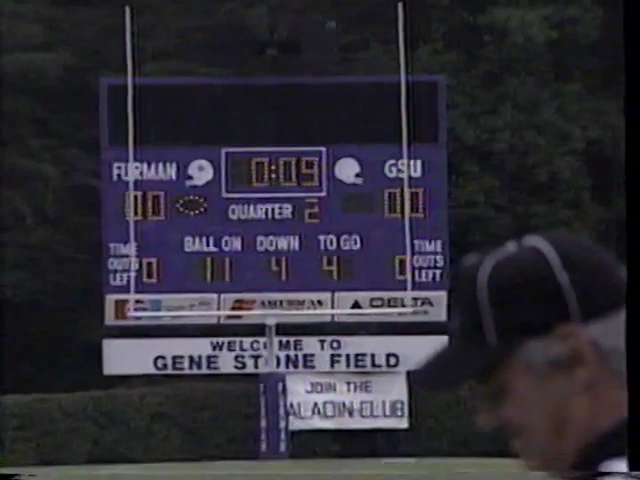 FURMAN 0:09 GSU
00 QUARTER 2 00
TIME OUTS LEFT 0 BALL ON 11 DOWN 4 TO GO 4 0 TIME OUTS LEFT
AMERICAN DELTA
WELCOME TO
GENE STONE FIELD
JOIN THE
ALADIN CLUB